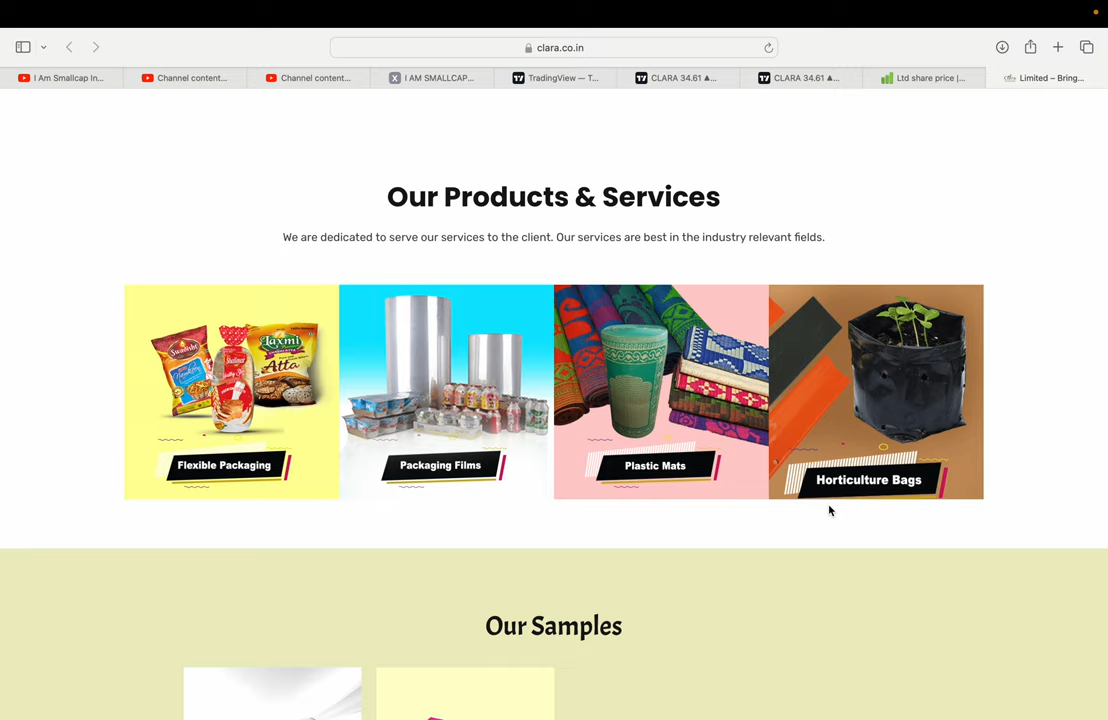 clara.co.in
I Am Smallcap In...
Channel content...
Channel content...
X
I AM SMALLCAP...
TradingView — T...
CLARA 34.61 ▲...
CLARA 34.61 ▲...
Ltd share price |...
Limited – Bring...
Our Products & Services
We are dedicated to serve our services to the client. Our services are best in the industry relevant fields.
Laxmi
Atta
Flexible Packaging
Packaging Films
Plastic Mats
Horticulture Bags
Our Samples